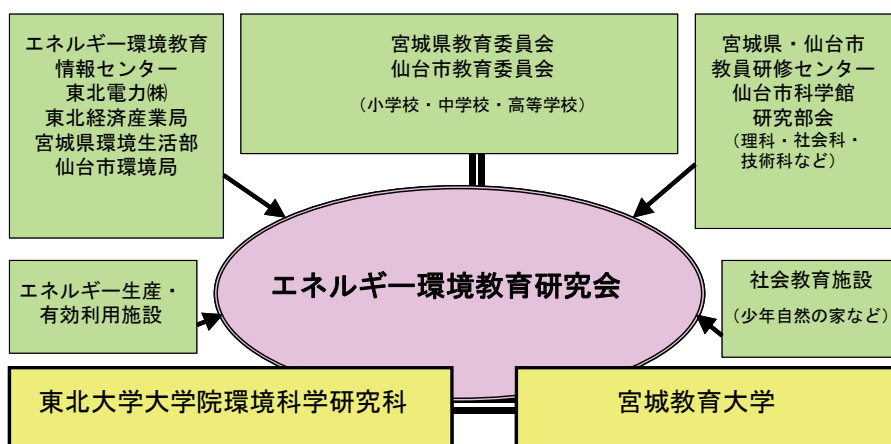 エネルギー環境教育
情報センター
東北電力㈱
東北経済産業局
宮城県環境生活部
仙台市環境局
宮城県教育委員会
仙台市教育委員会
（小学校・中学校・高等学校）
宮城県・仙台市
教員研修センター
仙台市科学館
研究部会
（理科・社会科・
技術科など）
エネルギー環境教育研究会
エネルギー生産・
有効利用施設
社会教育施設
（少年自然の家など）
東北大学大学院環境科学研究科
宮城教育大学